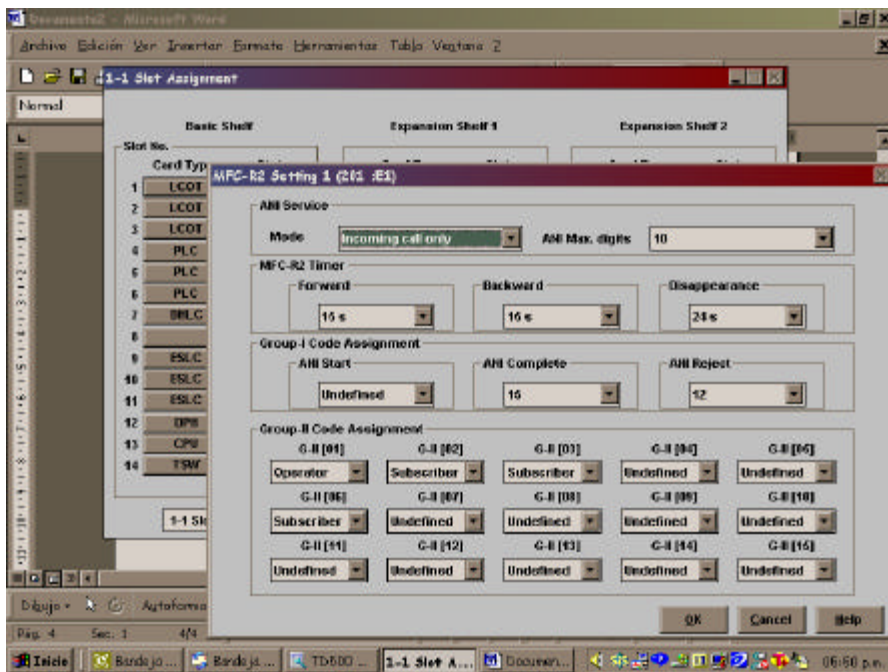 Documento2 - Microsoft Word
Archivo Edición Ver Insertar Formato Herramientas Tabla Ventana ?
Normal
1-1 Slot Assignment
Basic Shelf
Expansion Shelf 1
Expansion Shelf 2
Slot No.
Card Typ
1 LCOT
2 LCOT
3 LCOT
4 PLC
5 PLC
6 PLC
7
8
9 ESLC
10 ESLC
11 ESLC
12
13 CPU
14 TSW
MFC-R2 Setting 1 (201 :E1)
ANI Service
Mode Incoming call only ANI Max. digits 10
MFC-R2 Timer
Forward Backward Disappearance
15 s 24 s
Group-I Code Assignment
ANI Start ANI Complete ANI Reject
Undefined 15 12
Group-II Code Assignment
G-II [01] G-II [02] G-II [03] G-II [04] G-II [05]
Operator Subscriber Subscriber Undefined Undefined
G-II [06] G-II [07] G-II [08] G-II [09] G-II [10]
Subscriber Undefined Undefined Undefined Undefined
G-II [11] G-II [12] G-II [13] G-II [14] G-II [15]
Undefined Undefined Undefined Undefined Undefined
OK Cancel Help
1-1 Sl
Dibujo Autoforma
Pág. 4 Sec. 1 4/4
Inicio Bandeja ... Bandeja ... TD500 ... 1-1 Slot A... Documen...